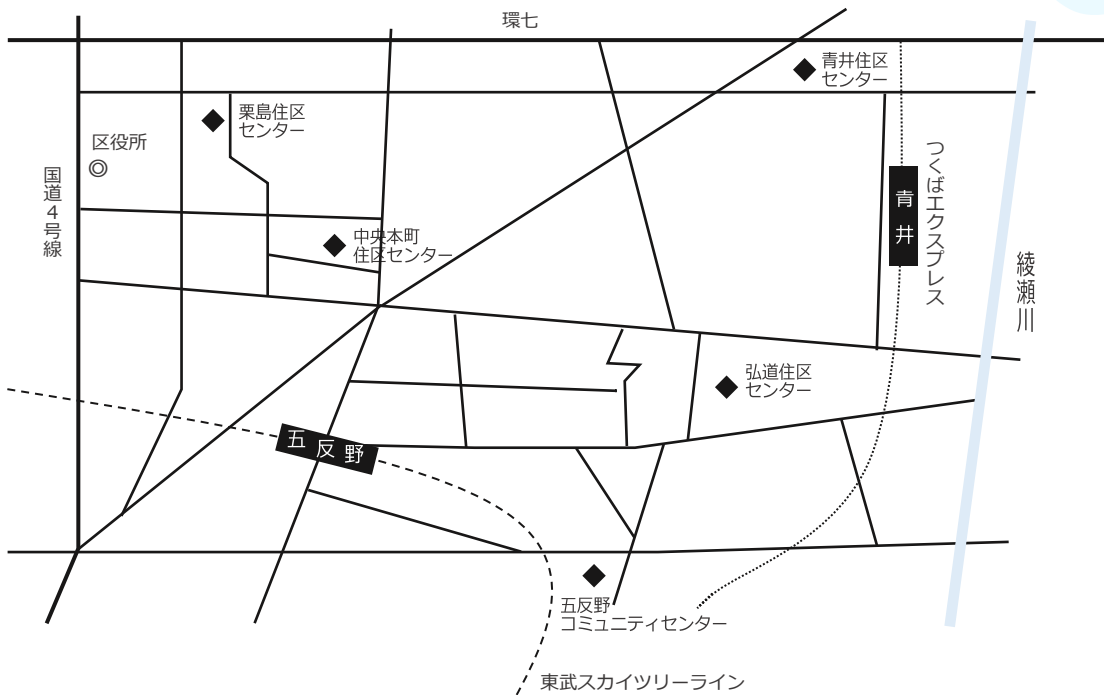 環七
青井住区
センター
栗島住区
センター
区役所
国道4号線
つくばエクスプレス
青井
中央本町
住区センター
綾瀬川
弘道住区
センター
五反野
五反野
コミュニティセンター
東武スカイツリーライン